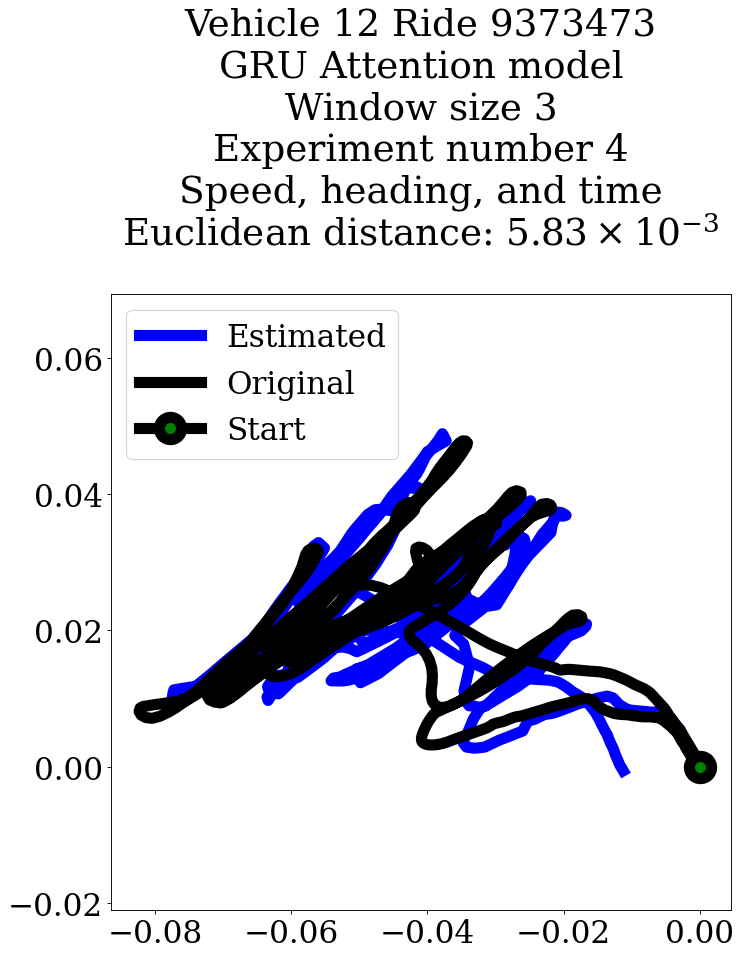 Vehicle 12 Ride 9373473
GRU Attention model
Window size 3
Experiment number 4
Speed, heading, and time
Euclidean distance: 5.83 × 10⁻³
Estimated
Original
Start
0.06
0.04
0.02
0.00
−0.02
−0.08
−0.06
−0.04
−0.02
0.00